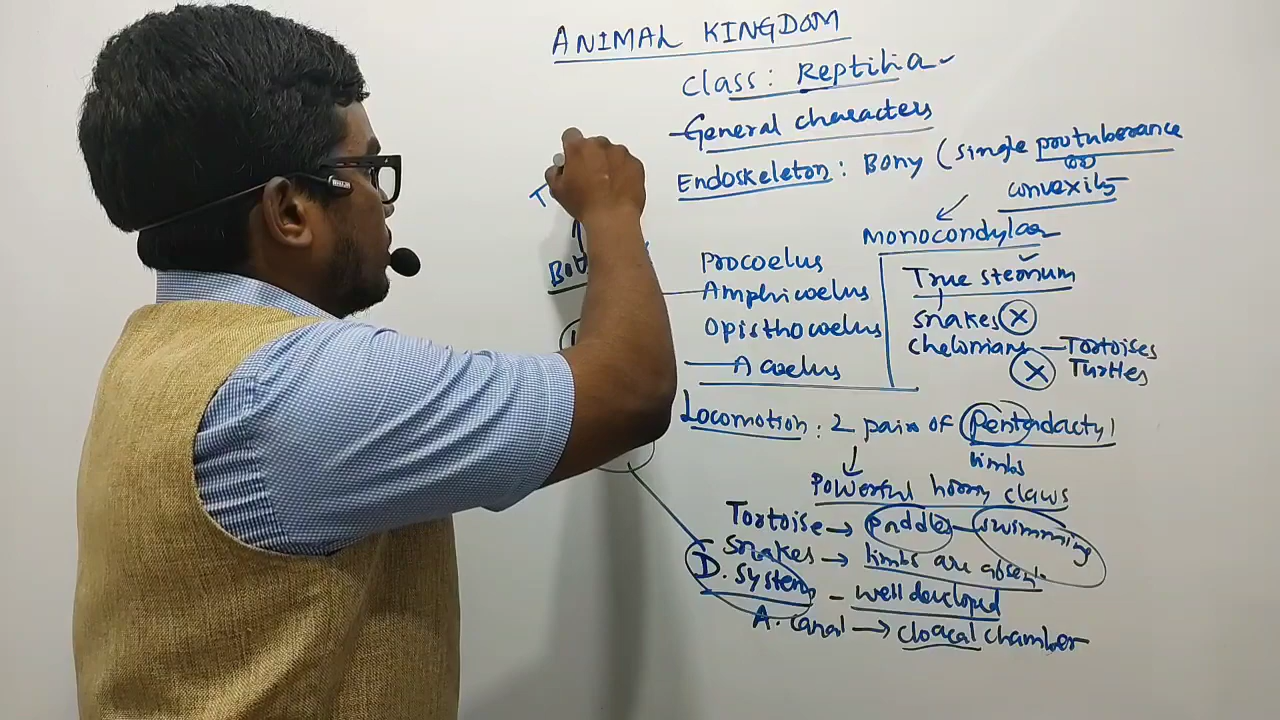 ANIMAL KINGDOM
Class: Reptilia
General characters
Endoskeleton: Bony (single protuberance
or
convexity
Monocondylar
Procoelus
Amphicoelus
Opisthocoelus
Acoelus
True sternum
snakes X
chelonians — Tortoises
X Turtles
Locomotion: 2 pair of Pentadactyl
limbs
Powerful horny claws
Tortoise → paddles — swimming
snakes → limbs are absent
D. system – well developed
A. canal → cloacal chamber